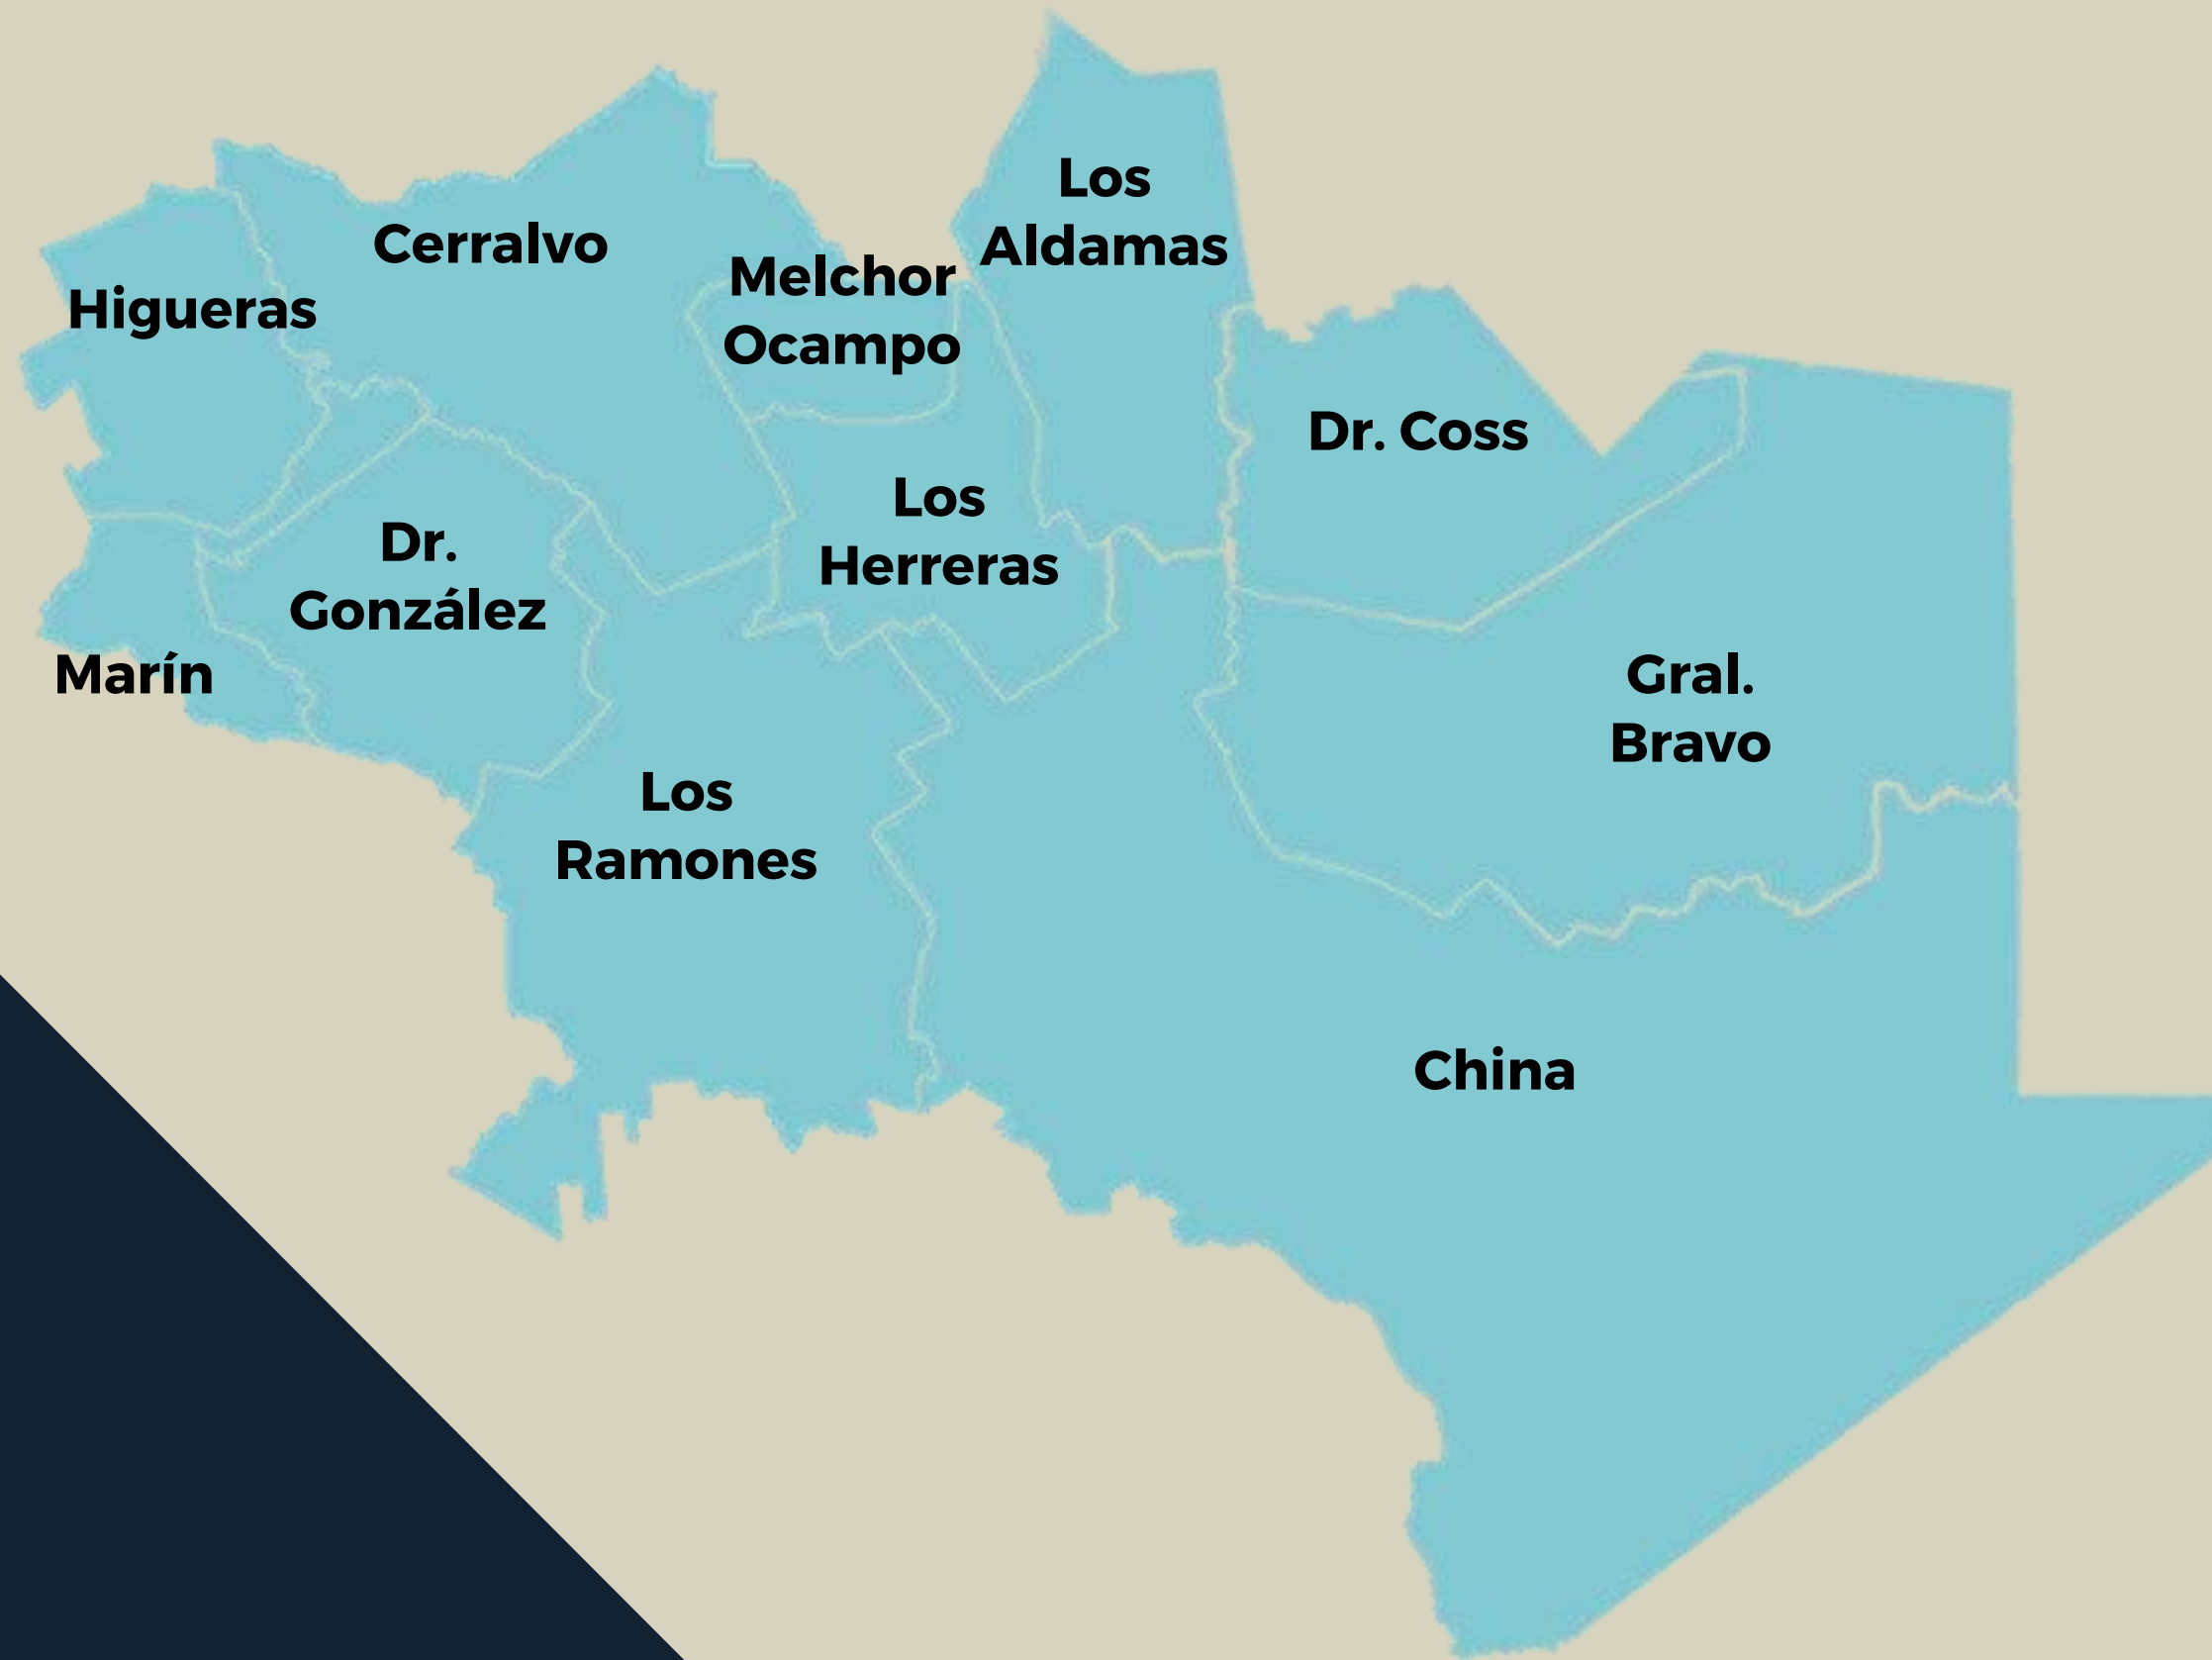 Los
Aldamas
Cerralvo
Melchor
Ocampo
Higueras
Dr. Coss
Los
Herreras
Dr.
González
Marín
Gral.
Bravo
Los
Ramones
China